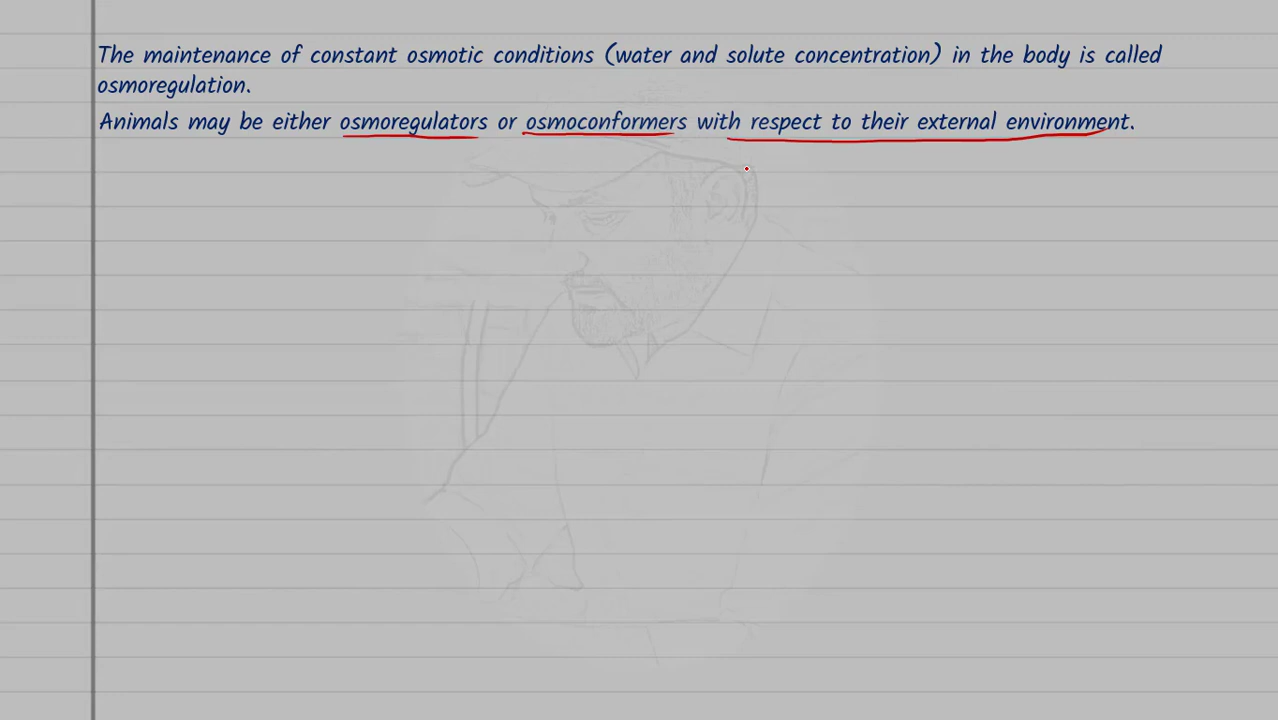 The maintenance of constant osmotic conditions (water and solute concentration) in the body is called
osmoregulation.
Animals may be either osmoregulators or osmoconformers with respect to their external environment.